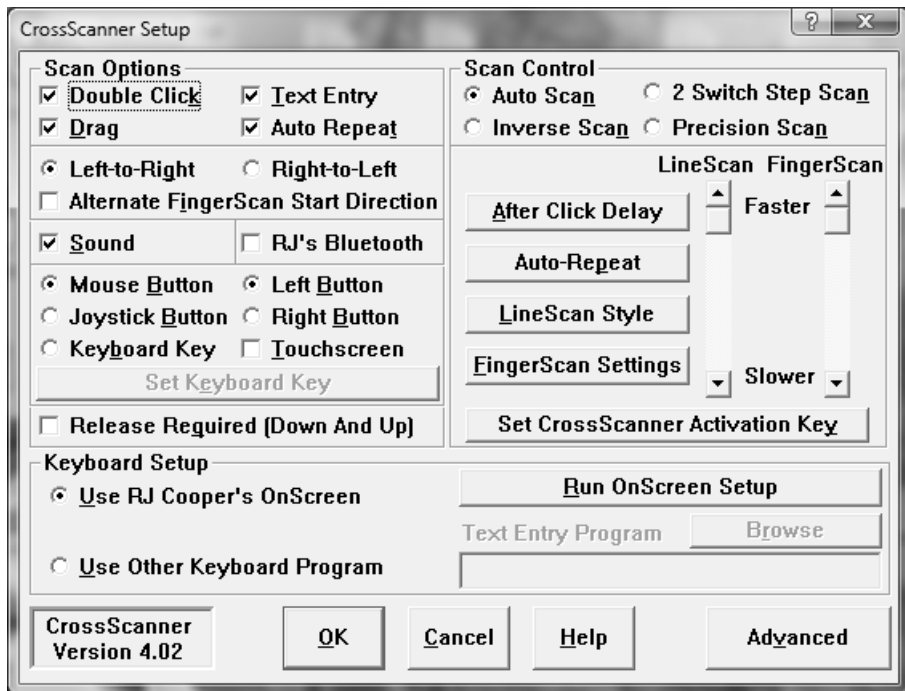 CrossScanner Setup
Scan Options
Double Click
Text Entry
Drag
Auto Repeat
Left-to-Right
Right-to-Left
Alternate FingerScan Start Direction
Sound
RJ's Bluetooth
Mouse Button
Left Button
Joystick Button
Right Button
Keyboard Key
Touchscreen
Set Keyboard Key
Release Required (Down And Up)
Scan Control
Auto Scan
2 Switch Step Scan
Inverse Scan
Precision Scan
LineScan FingerScan
After Click Delay
Faster
Auto-Repeat
LineScan Style
FingerScan Settings
Slower
Set CrossScanner Activation Key
Keyboard Setup
Use RJ Cooper's OnScreen
Run OnScreen Setup
Text Entry Program
Browse
Use Other Keyboard Program
CrossScanner
Version 4.02
OK
Cancel
Help
Advanced